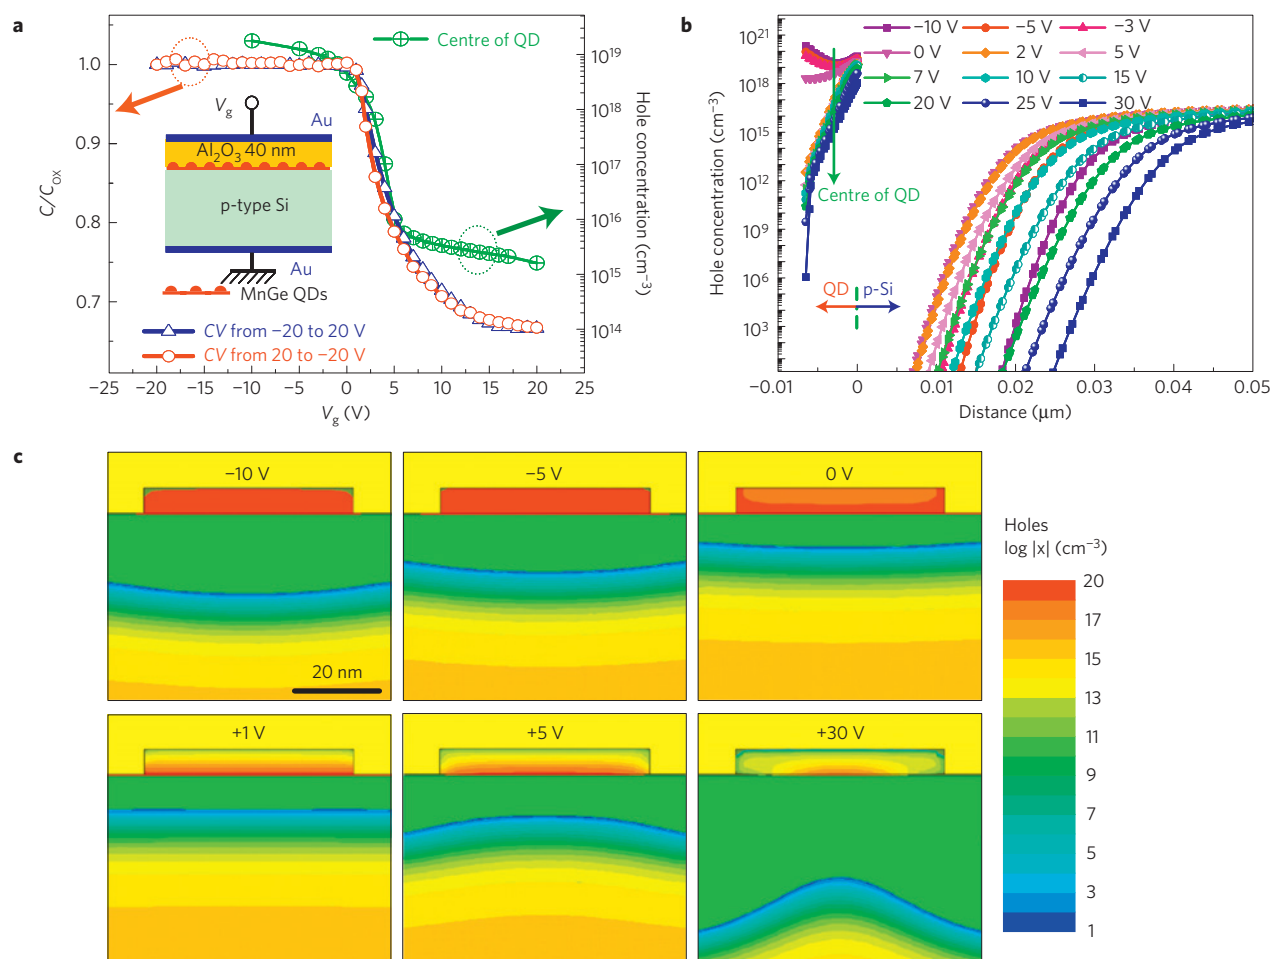 a
C/C_OX
1.0
0.9
0.8
0.7
−25 −20 −15 −10 −5 0 5 10 15 20 25
V_g (V)
10^19
10^18
10^17
10^16
10^15
10^14
Hole concentration (cm^−3)
Centre of QD
V_g
Au
Al_2O_3 40 nm
p-type Si
Au
MnGe QDs
CV from −20 to 20 V
CV from 20 to −20 V
b
Hole concentration (cm^−3)
10^21
10^18
10^15
10^12
10^9
10^6
10^3
−10 V −5 V −3 V
0 V 2 V 5 V
7 V 10 V 15 V
20 V 25 V 30 V
Centre of QD
QD p-Si
−0.01 0 0.01 0.02 0.03 0.04 0.05
Distance (μm)
c
−10 V
−5 V
0 V
20 nm
+1 V
+5 V
+30 V
Holes
log |x| (cm^−3)
20
17
15
13
11
9
7
5
3
1